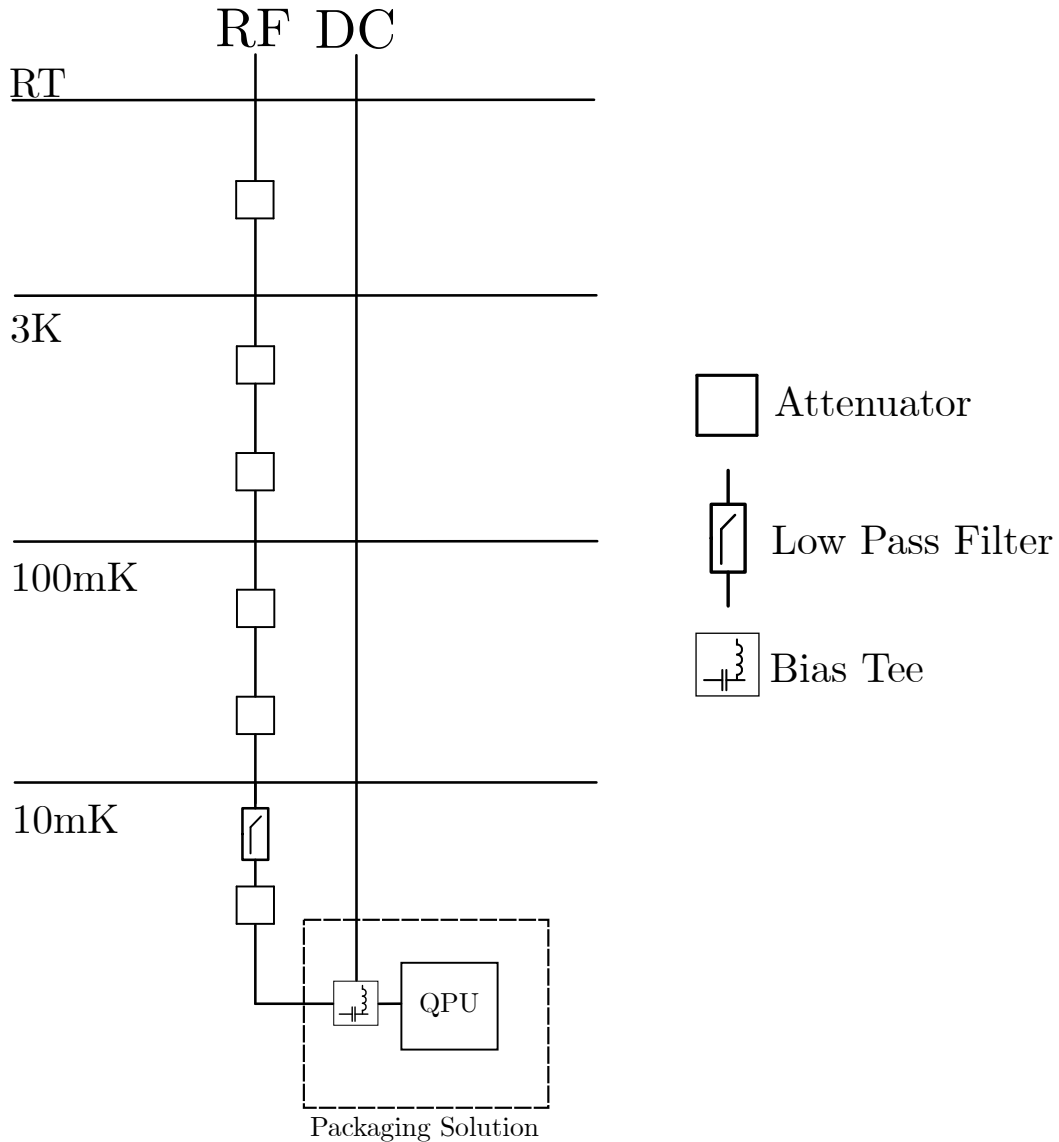 RF DC
RT
3K
Attenuator
Low Pass Filter
100mK
Bias Tee
10mK
QPU
Packaging Solution